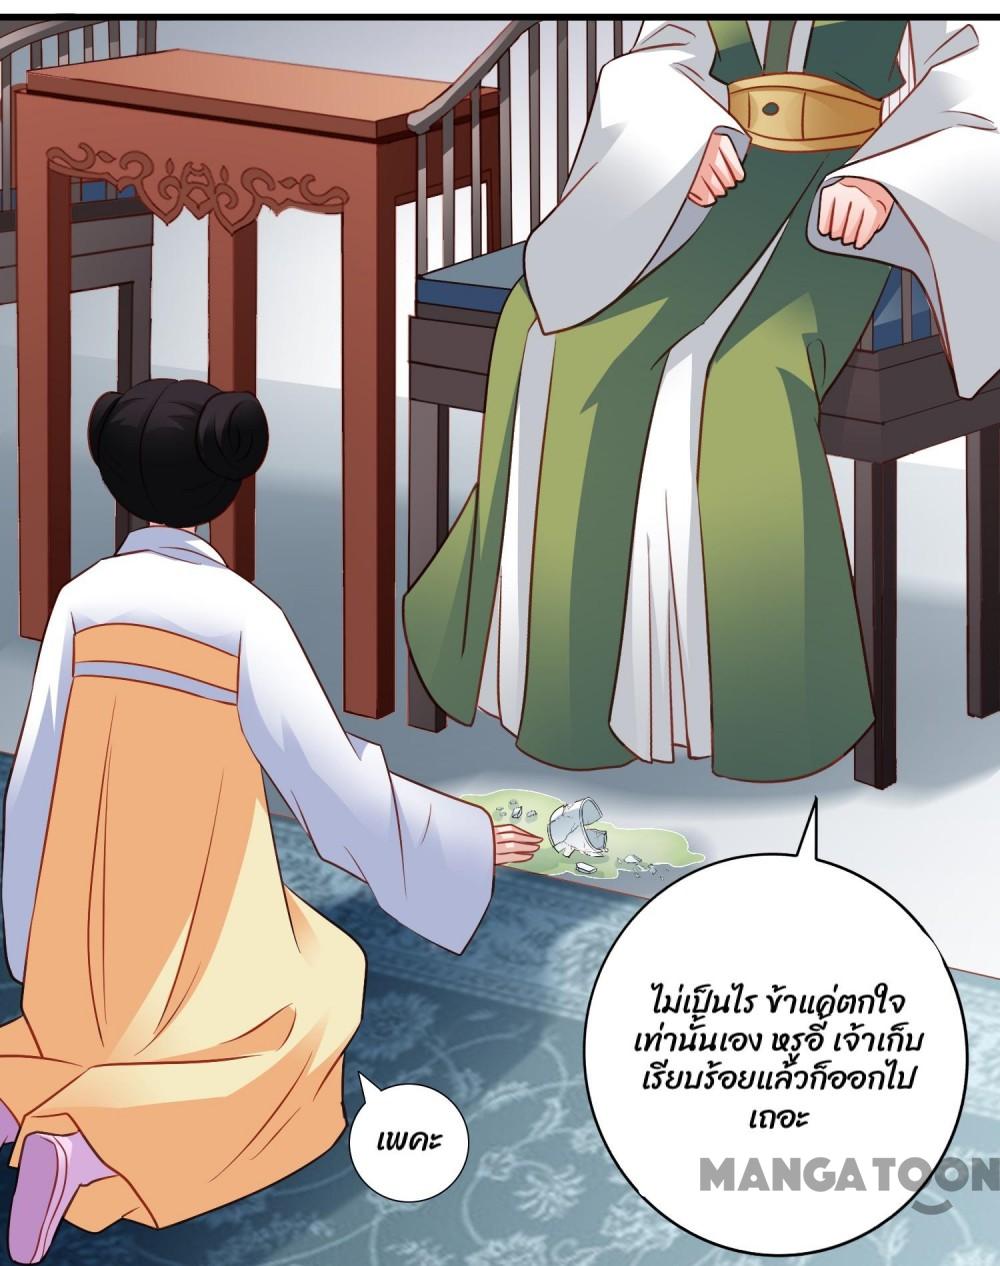 ไม่เป็นไร ข้าแค่ตกใจ
เท่านั้นเอง หรูอี้ เจ้าเก็บ
เรียบร้อยแล้วก็ออกไป
เถอะ
เพคะ
MANGATOON